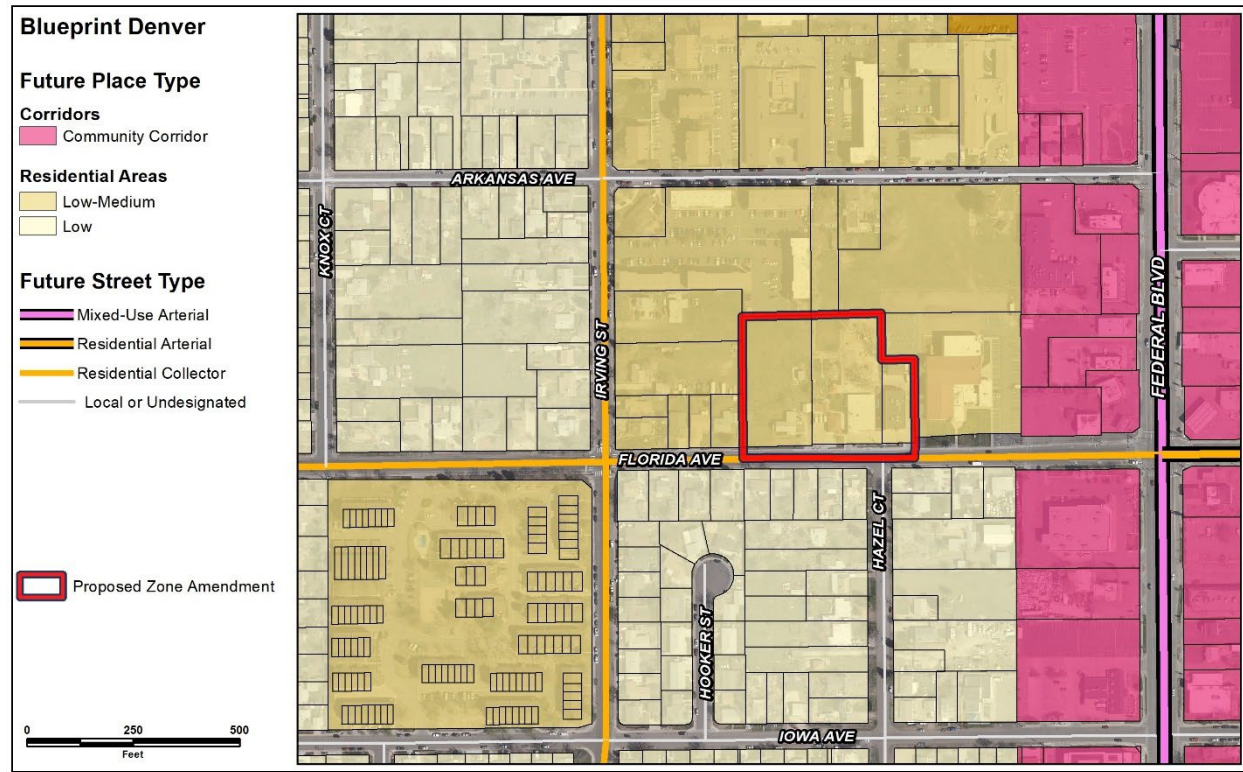 Blueprint Denver
Future Place Type
Corridors
Community Corridor
Residential Areas
Low-Medium
Low
Future Street Type
Mixed-Use Arterial
Residential Arterial
Residential Collector
Local or Undesignated
Proposed Zone Amendment
0 250 500
Feet
KNOX CT
ARKANSAS AVE
IRVING ST
FEDERAL BLVD
FLORIDA AVE
HAZEL CT
HOOKER ST
IOWA AVE